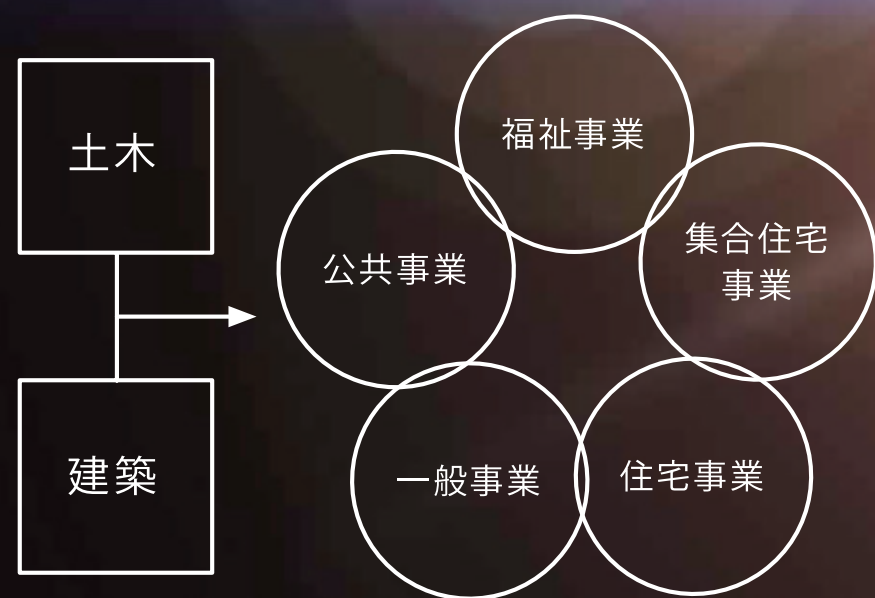 土木
建築
福祉事業
公共事業
集合住宅
事業
一般事業
住宅事業